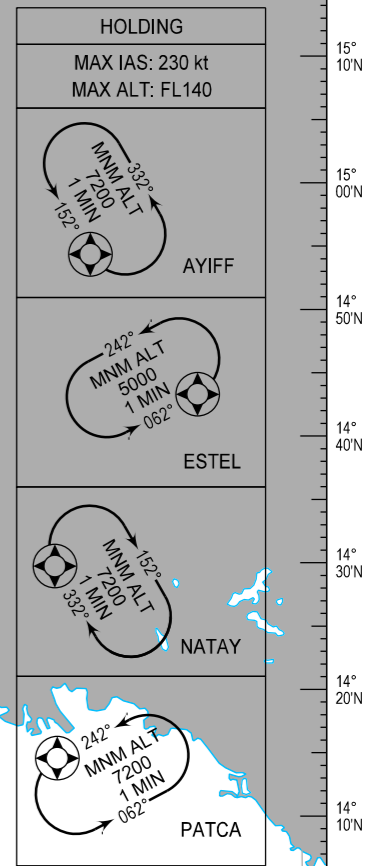 HOLDING
MAX IAS: 230 kt
MAX ALT: FL140
332°
MNM ALT
7200
1 MIN
152°
AYIFF
242°
MNM ALT
5000
1 MIN
062°
ESTEL
152°
MNM ALT
7200
1 MIN
332°
NATAY
242°
MNM ALT
7200
1 MIN
062°
PATCA
15°
10'N
15°
00'N
14°
50'N
14°
40'N
14°
30'N
14°
20'N
14°
10'N